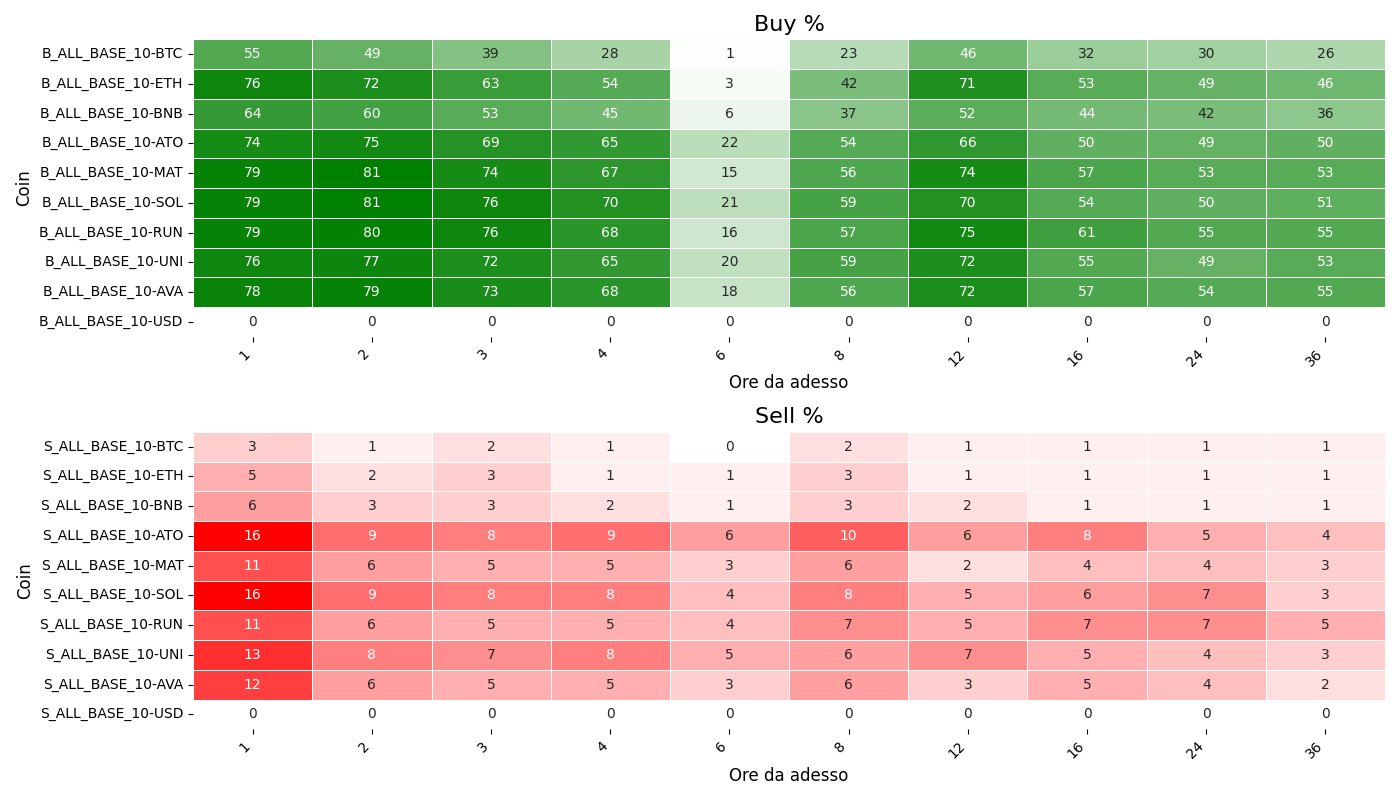 Buy %
B_ALL_BASE_10-BTC 55 49 39 28 1 23 46 32 30 26
B_ALL_BASE_10-ETH 76 72 63 54 3 42 71 53 49 46
B_ALL_BASE_10-BNB 64 60 53 45 6 37 52 44 42 36
B_ALL_BASE_10-ATO 74 75 69 65 22 54 66 50 49 50
B_ALL_BASE_10-MAT 79 81 74 67 15 56 74 57 53 53
B_ALL_BASE_10-SOL 79 81 76 70 21 59 70 54 50 51
B_ALL_BASE_10-RUN 79 80 76 68 16 57 75 61 55 55
B_ALL_BASE_10-UNI 76 77 72 65 20 59 72 55 49 53
B_ALL_BASE_10-AVA 78 79 73 68 18 56 72 57 54 55
B_ALL_BASE_10-USD 0 0 0 0 0 0 0 0 0 0
Coin
1 2 3 4 6 8 12 16 24 36
Ore da adesso
Sell %
S_ALL_BASE_10-BTC 3 1 2 1 0 2 1 1 1 1
S_ALL_BASE_10-ETH 5 2 3 1 1 3 1 1 1 1
S_ALL_BASE_10-BNB 6 3 3 2 1 3 2 1 1 1
S_ALL_BASE_10-ATO 16 9 8 9 6 10 6 8 5 4
S_ALL_BASE_10-MAT 11 6 5 5 3 6 2 4 4 3
S_ALL_BASE_10-SOL 16 9 8 8 4 8 5 6 7 3
S_ALL_BASE_10-RUN 11 6 5 5 4 7 5 7 7 5
S_ALL_BASE_10-UNI 13 8 7 8 5 6 7 5 4 3
S_ALL_BASE_10-AVA 12 6 5 5 3 6 3 5 4 2
S_ALL_BASE_10-USD 0 0 0 0 0 0 0 0 0 0
Coin
1 2 3 4 6 8 12 16 24 36
Ore da adesso